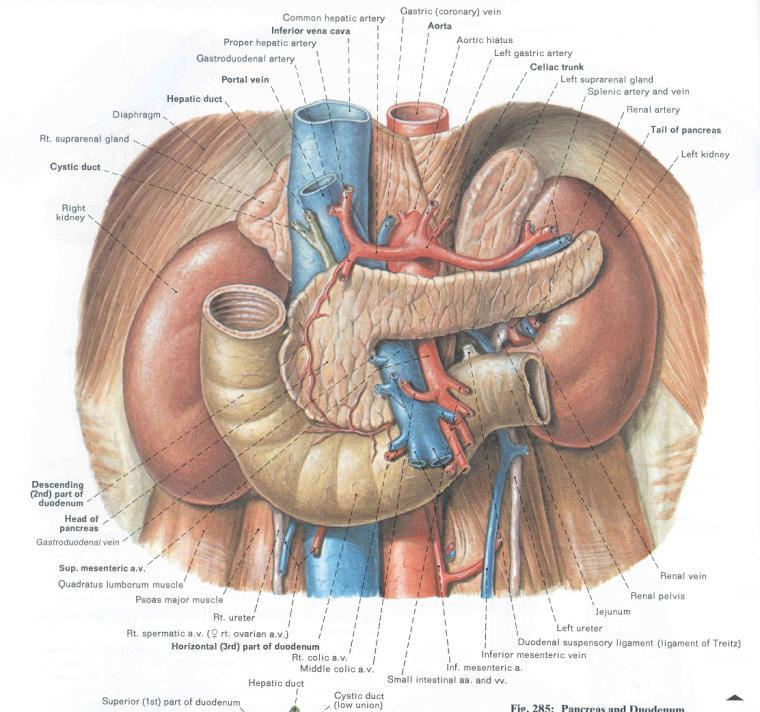 Gastric (coronary) vein
Common hepatic artery
Aorta
Inferior vena cava
Aortic hiatus
Proper hepatic artery
Left gastric artery
Gastroduodenal artery
Celiac trunk
Portal vein
Left suprarenal gland
Splenic artery and vein
Hepatic duct
Renal artery
Diaphragm
Tail of pancreas
Rt. suprarenal gland
Left kidney
Cystic duct
Right
kidney
Descending
(2nd) part of
duodenum
Head of
pancreas
Gastroduodenal vein
Sup. mesenteric a.v.
Quadratus lumborum muscle
Psoas major muscle
Rt. ureter
Rt. spermatic a.v. (♀ rt. ovarian a.v.)
Horizontal (3rd) part of duodenum
Rt. colic a.v.
Middle colic a.v.
Small intestinal aa. and vv.
Inf. mesenteric a.
Inferior mesenteric vein
Duodenal suspensory ligament (ligament of Treitz)
Left ureter
Jejunum
Renal pelvis
Renal vein
Hepatic duct
Superior (1st) part of duodenum
Cystic duct
(low union)
Fig. 285: Pancreas and Duodenum